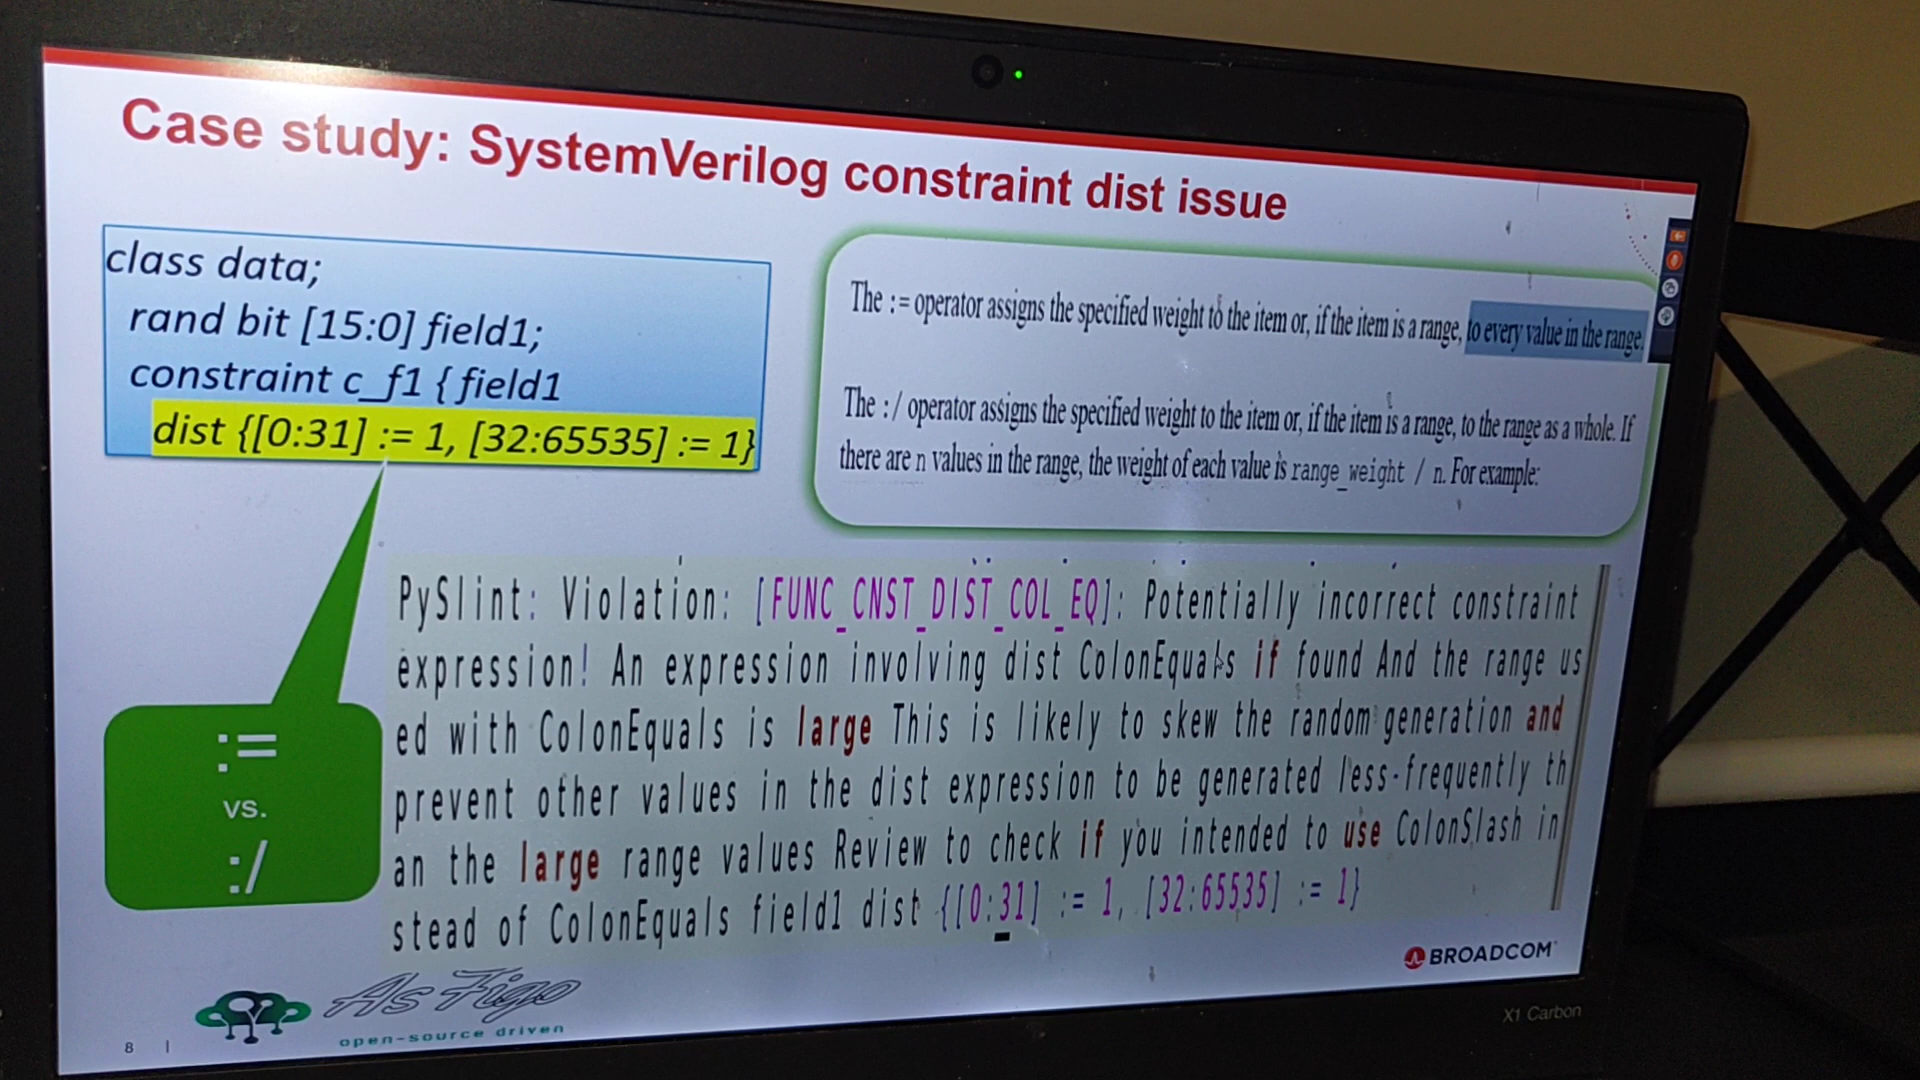 Case study: SystemVerilog constraint dist issue
class data;
rand bit [15:0] field1;
constraint c_f1 { field1
dist {[0:31] := 1, [32:65535] := 1}
The := operator assigns the specified weight to the item or, if the item is a range, to every value in the range.
The :/ operator assigns the specified weight to the item or, if the item is a range, to the range as a whole. If
there are n values in the range, the weight of each value is range_weight / n. For example:
:=
vs.
:/
PySlint: Violation: [FUNC_CNST_DIST_COL_EQ]: Potentially incorrect constraint
expression! An expression involving dist ColonEquals if found And the range us
ed with ColonEquals is large This is likely to skew the random generation and
prevent other values in the dist expression to be generated less-frequently th
an the large range values Review to check if you intended to use ColonSlash in
stead of ColonEquals field1 dist {[0:31] := 1, [32:65535] := 1}
As Figo
open-source driven
BROADCOM
8 |
X1 Carbon